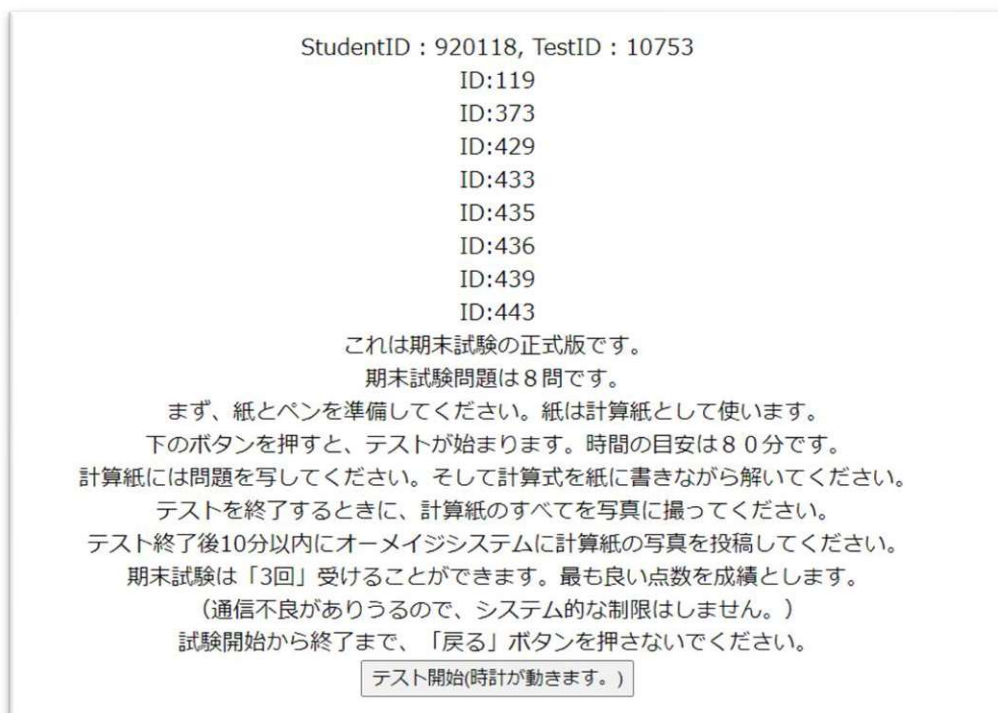 StudentID：920118, TestID：10753
ID:119
ID:373
ID:429
ID:433
ID:435
ID:436
ID:439
ID:443
これは期末試験の正式版です。
期末試験問題は８問です。
まず、紙とペンを準備してください。紙は計算紙として使います。
下のボタンを押すと、テストが始まります。時間の目安は８０分です。
計算紙には問題を写してください。そして計算式を紙に書きながら解いてください。
テストを終了するときに、計算紙のすべてを写真に撮ってください。
テスト終了後10分以内にオーメイジシステムに計算紙の写真を投稿してください。
期末試験は「3回」受けることができます。最も良い点数を成績とします。
（通信不良がありうるので、システム的な制限はしません。）
試験開始から終了まで、「戻る」ボタンを押さないでください。
テスト開始(時計が動きます。)